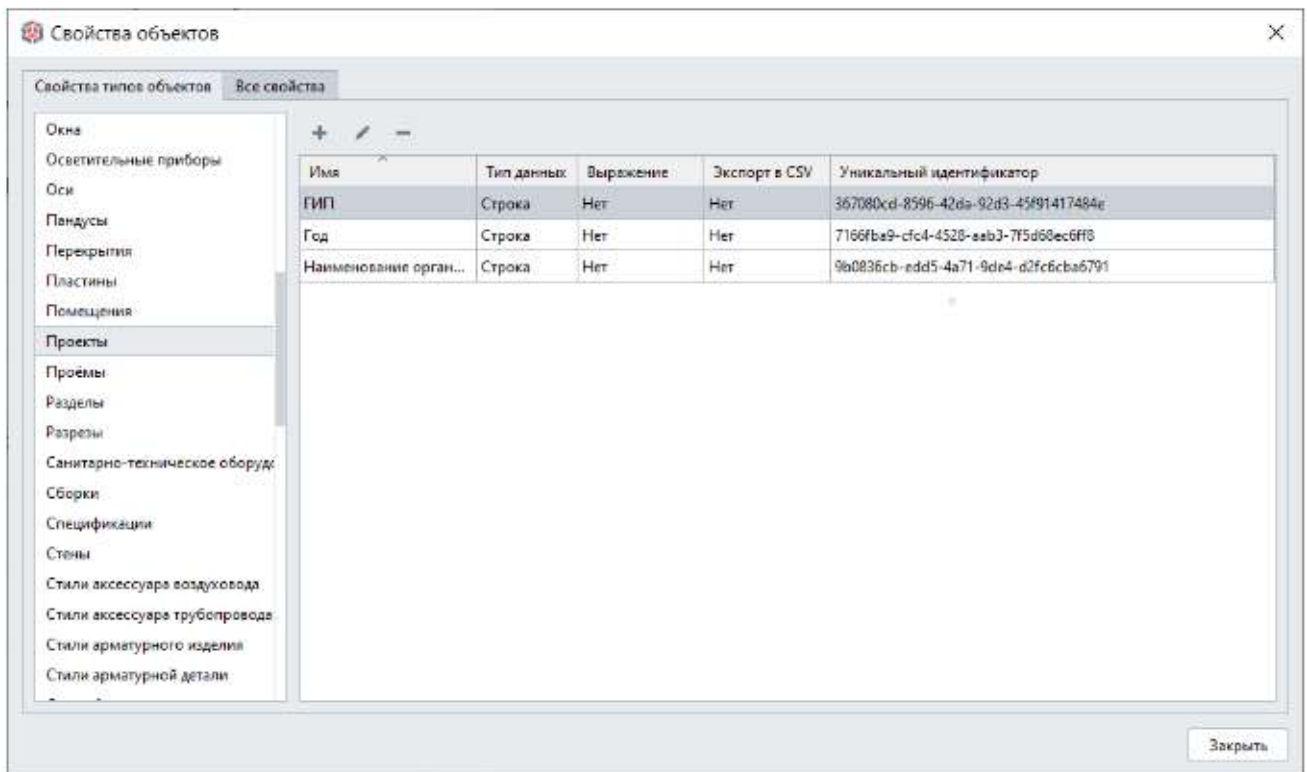 Свойства объектов
Свойства типов объектов Все свойства
Окна
Осветительные приборы
Оси
Пандусы
Перекрытия
Пластины
Помещения
Проекты
Проёмы
Разделы
Разрезы
Санитарно-техническое оборудо
Сборки
Спецификации
Стены
Стили аксессуара воздуховода
Стили аксессуара трубопровода
Стили арматурного изделия
Стили арматурной детали
Имя Тип данных Выражение Экспорт в CSV Уникальный идентификатор
ГИП Строка Нет Нет 367080cd-8596-42da-92d3-45f91417484e
Год Строка Нет Нет 7166fba9-cfc4-4528-aab3-7f5d68ec6ff8
Наименование орган... Строка Нет Нет 9b0836cb-edd5-4a71-9de4-d2fc6cba6791
Закрыть